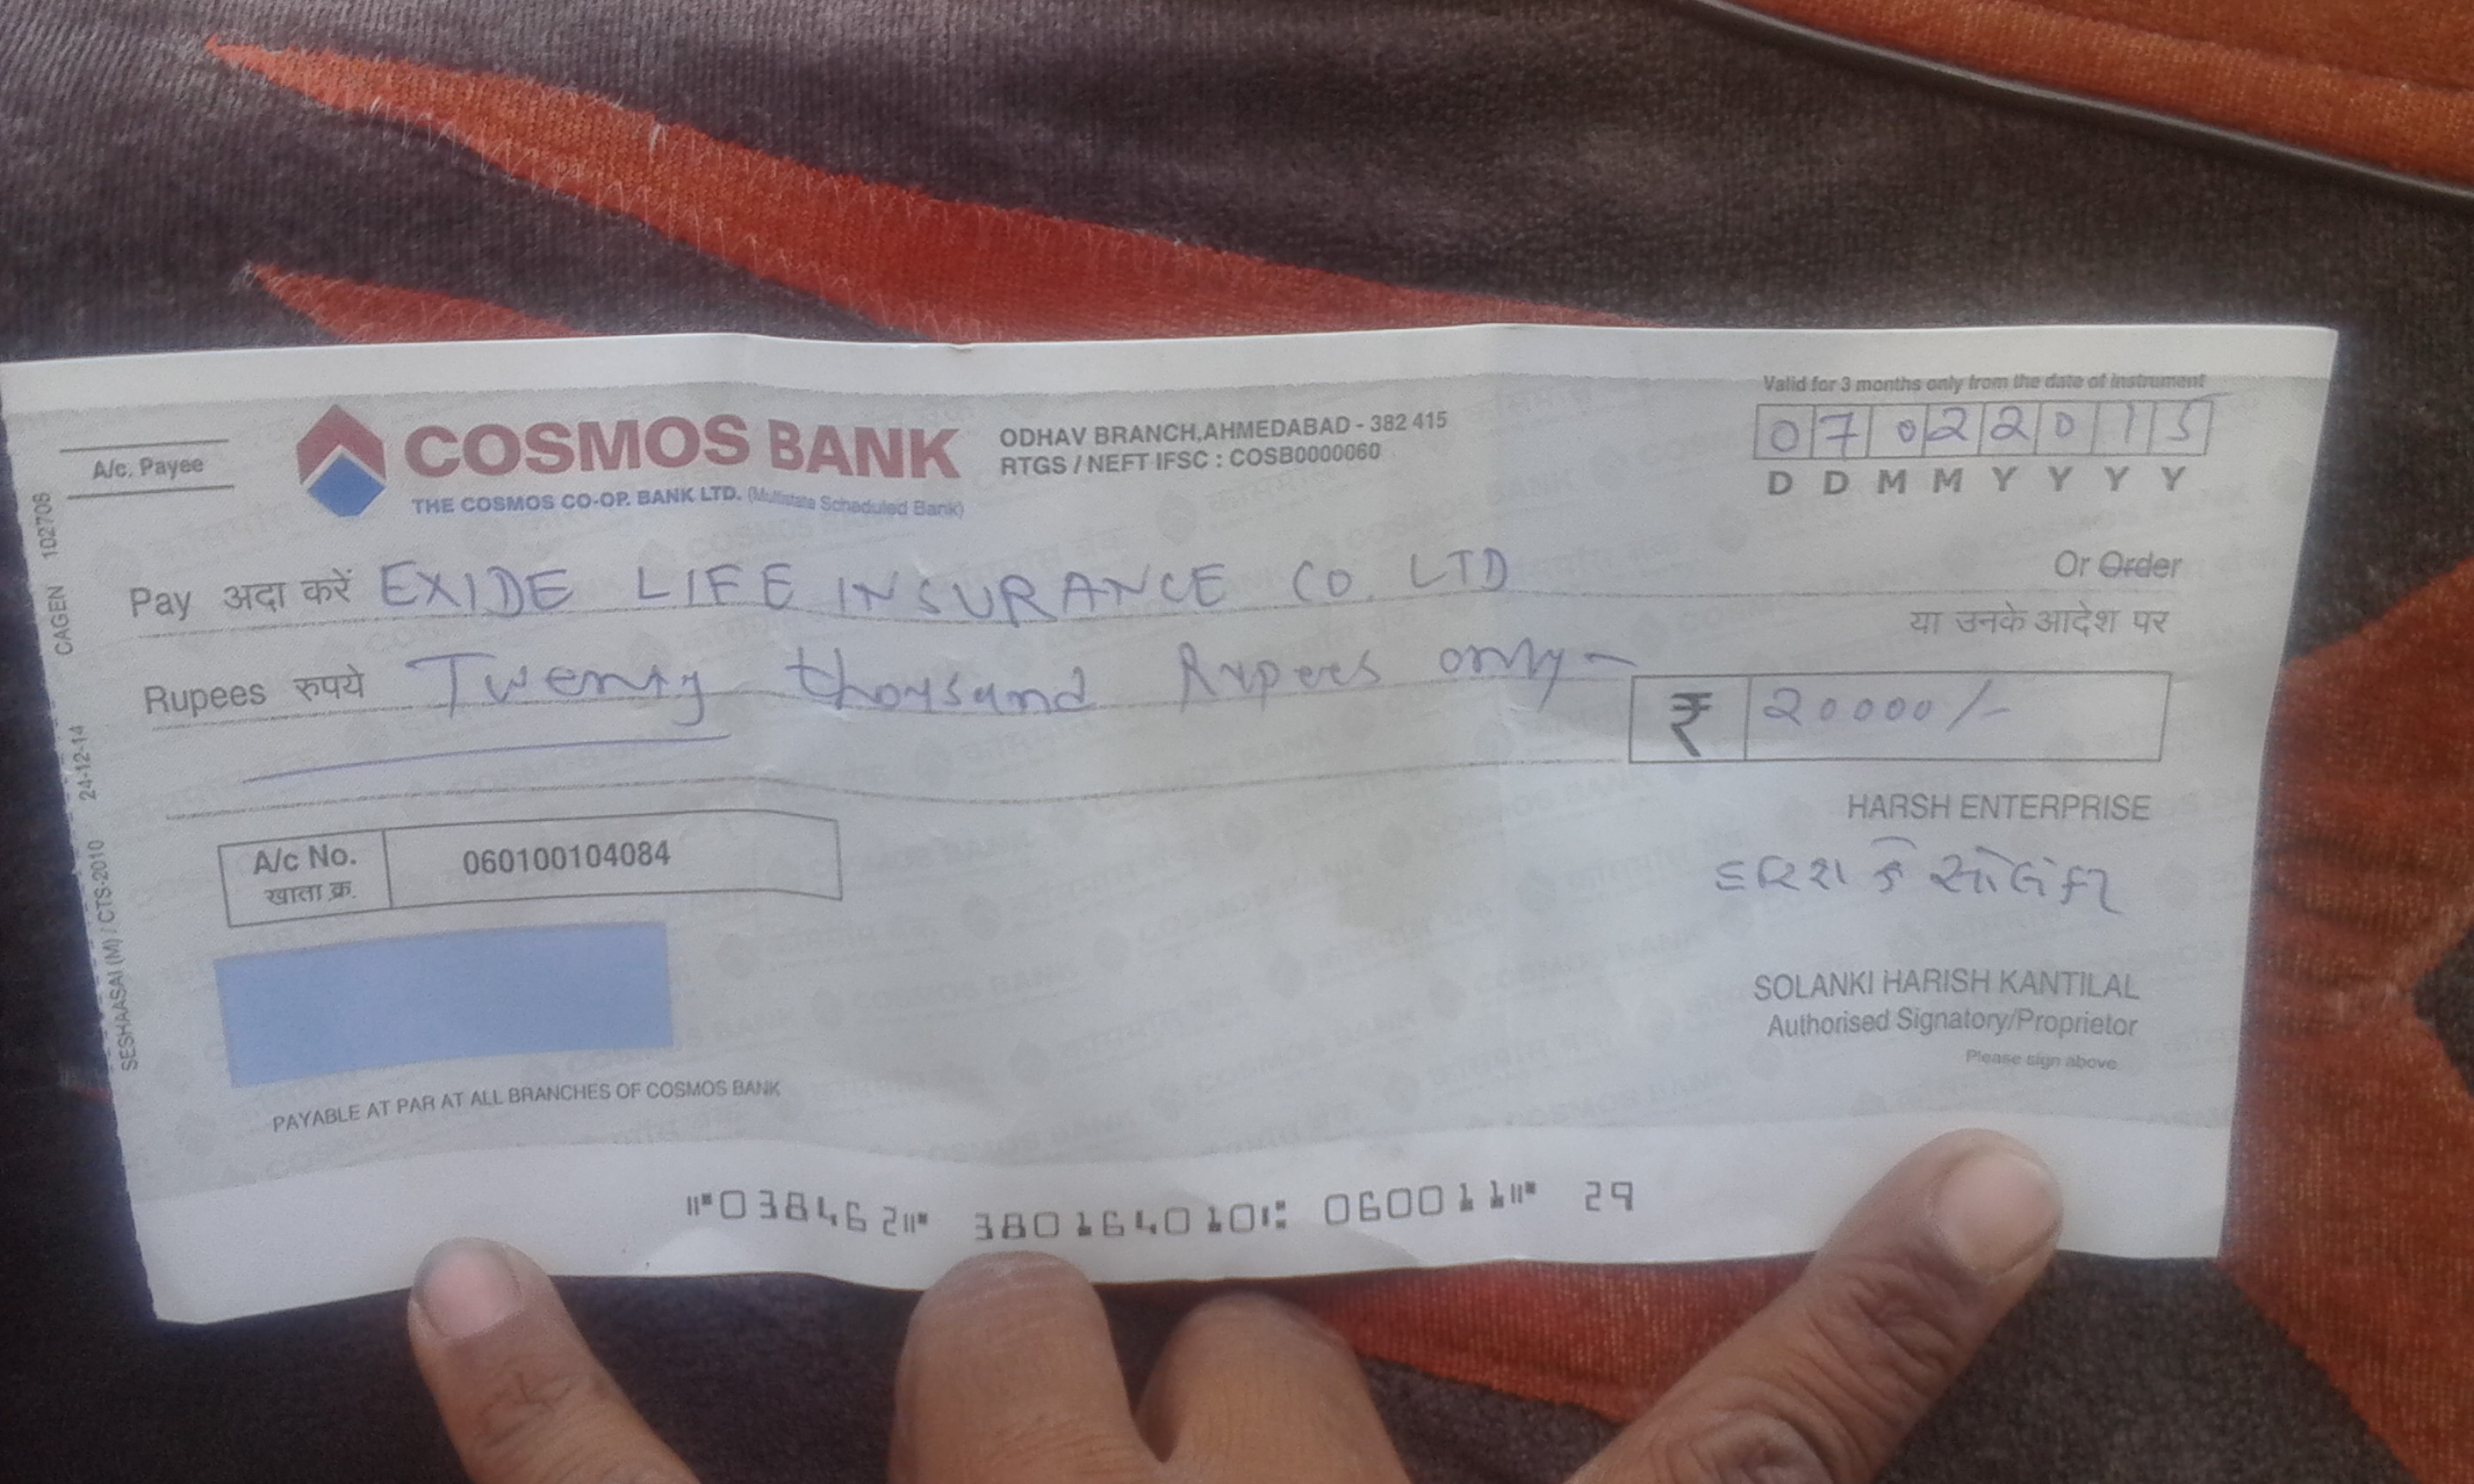 Valid for 3 months only from the date of instrument
A/c. Payee
COSMOS BANK
THE COSMOS CO-OP. BANK LTD. (Multistate Scheduled Bank)
ODHAV BRANCH,AHMEDABAD - 382 415
RTGS / NEFT IFSC : COSB0000060
0 7 0 2 2 0 1 5
D D M M Y Y Y Y
Pay अदा करें EXIDE LIFE INSURANCE CO. LTD
Or Order
या उनके आदेश पर
Rupees रुपये Twenty thousand Rupees only
₹ 20000/-
A/c No.
खाता क्र.
060100104084
HARSH ENTERPRISE
SOLANKI HARISH KANTILAL
Authorised Signatory/Proprietor
Please sign above
PAYABLE AT PAR AT ALL BRANCHES OF COSMOS BANK
⑈038462⑈ 380164010⑆ 060011⑈ 29
SESHAASAI (M) / CTS-2010 24-12-14 CAGEN 102708